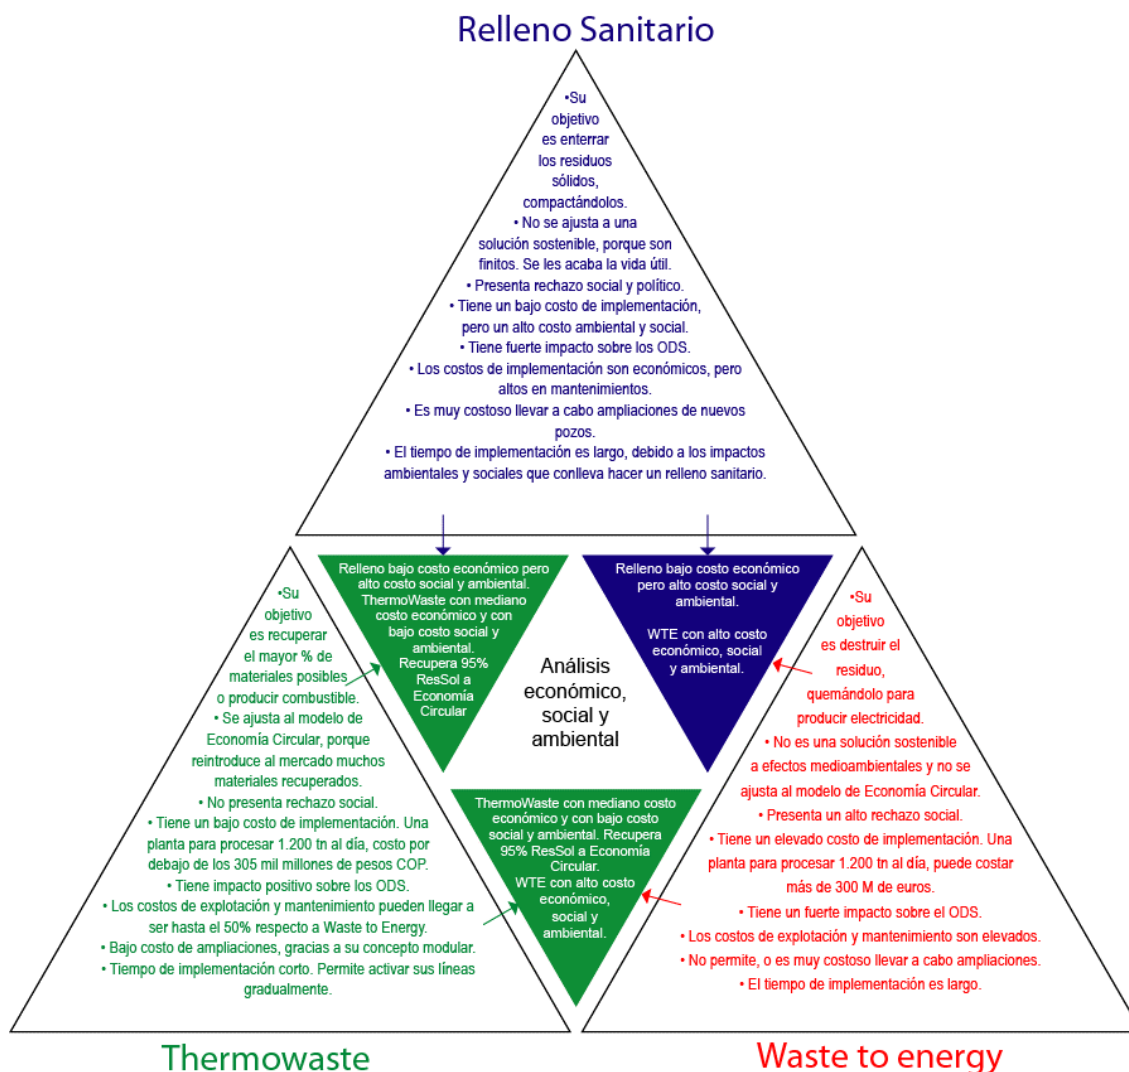 Relleno Sanitario
•Su
objetivo
es enterrar
los residuos
sólidos,
compactándolos.
• No se ajusta a una
solución sostenible, porque son
finitos. Se les acaba la vida útil.
• Presenta rechazo social y político.
• Tiene un bajo costo de implementación,
pero un alto costo ambiental y social.
• Tiene fuerte impacto sobre los ODS.
• Los costos de implementación son económicos, pero
altos en mantenimientos.
• Es muy costoso llevar a cabo ampliaciones de nuevos
pozos.
• El tiempo de implementación es largo, debido a los impactos
ambientales y sociales que conlleva hacer un relleno sanitario.
Relleno bajo costo económico pero
alto costo social y ambiental.
ThermoWaste con mediano
costo económico y con
bajo costo social y
ambiental.
Recupera 95%
ResSol a
Economía
Circular
Relleno bajo costo económico
pero alto costo social y
ambiental.
WTE con alto costo
económico, social
y ambiental.
Análisis
económico,
social y
ambiental
ThermoWaste con mediano costo
económico y con bajo costo
social y ambiental. Recupera
95% ResSol a Economía
Circular.
WTE con alto costo
económico,
social y
ambiental.
•Su
objetivo
es recuperar
el mayor % de
materiales posibles
o producir combustible.
• Se ajusta al modelo de
Economía Circular, porque
reintroduce al mercado muchos
materiales recuperados.
• No presenta rechazo social.
• Tiene un bajo costo de implementación. Una
planta para procesar 1.200 tn al día, costo por
debajo de los 305 mil millones de pesos COP.
• Tiene impacto positivo sobre los ODS.
• Los costos de explotación y mantenimiento pueden llegar a
ser hasta el 50% respecto a Waste to Energy.
• Bajo costo de ampliaciones, gracias a su concepto modular.
• Tiempo de implementación corto. Permite activar sus líneas
gradualmente.
Thermowaste
•Su
objetivo
es destruir el
residuo,
quemándolo para
producir electricidad.
• No es una solución sostenible
a efectos medioambientales y no se
ajusta al modelo de Economía Circular.
• Presenta un alto rechazo social.
• Tiene un elevado costo de implementación. Una
planta para procesar 1.200 tn al día, puede costar
más de 300 M de euros.
• Tiene un fuerte impacto sobre el ODS.
• Los costos de explotación y mantenimiento son elevados.
• No permite, o es muy costoso llevar a cabo ampliaciones.
• El tiempo de implementación es largo.
Waste to energy